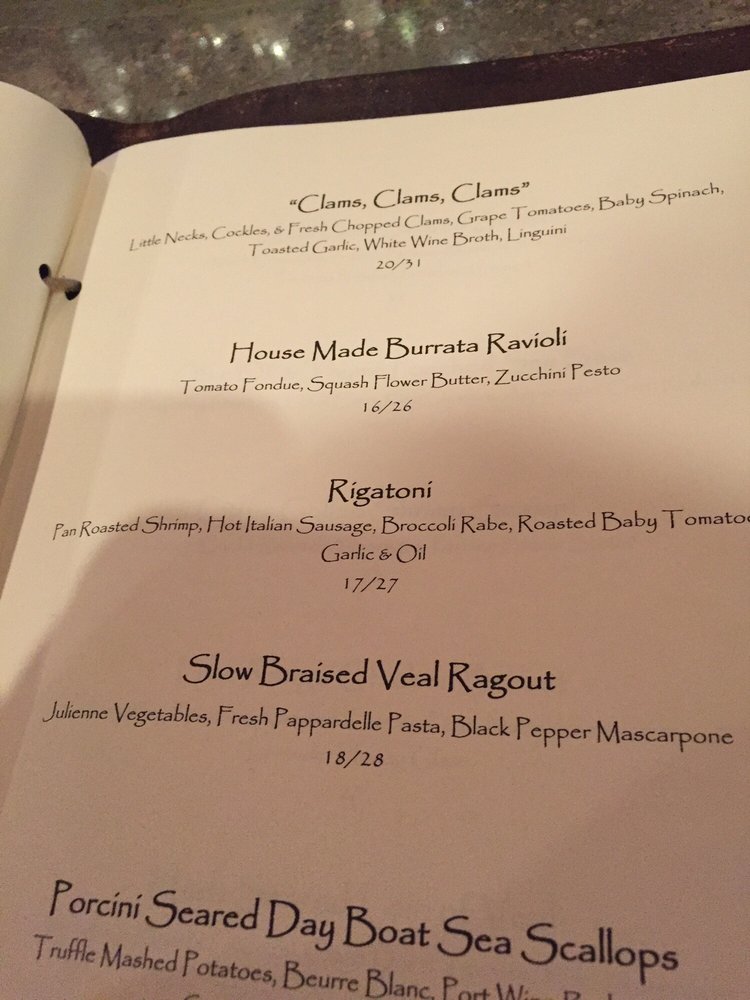 “Clams, Clams, Clams”
Little Necks, Cockles, & Fresh Chopped Clams, Grape Tomatoes, Baby Spinach,
Toasted Garlic, White Wine Broth, Linguini
20/31
House Made Burrata Ravioli
Tomato Fondue, Squash Flower Butter, Zucchini Pesto
16/26
Rigatoni
Pan Roasted Shrimp, Hot Italian Sausage, Broccoli Rabe, Roasted Baby Tomatoe
Garlic & Oil
17/27
Slow Braised Veal Ragout
Julienne Vegetables, Fresh Pappardelle Pasta, Black Pepper Mascarpone
18/28
Porcini Seared Day Boat Sea Scallops
Truffle Mashed Potatoes, Beurre Blanc, Port Wine